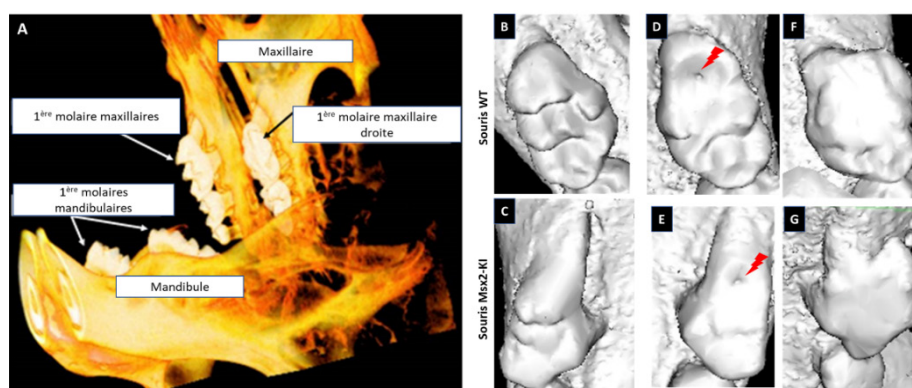 A
Maxillaire
1ère molaire maxillaires
1ère molaire maxillaire
droite
1ère molaires
mandibulaires
Mandibule
Souris WT
B
D
F
Souris Msx2-KI
C
E
G